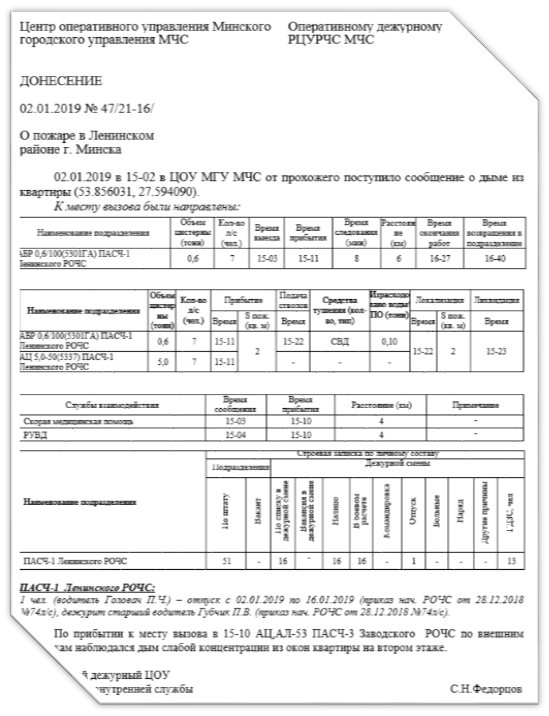 Центр оперативного управления Минского
городского управления МЧС
Оперативному дежурному
РЦУРЧС МЧС
ДОНЕСЕНИЕ
02.01.2019 № 47/21-16/
О пожаре в Ленинском
районе г. Минска
02.01.2019 в 15-02 в ЦОУ МГУ МЧС от прохожего поступило сообщение о дыме из
квартиры (53.856031, 27.594090).
К месту вызова были направлены:
Наименование подразделения Объем цистерны (тонн) Кол-во л/с (чел.) Время выезда Время прибытия Время следования (мин) Расстояние (км) Время окончания работ Время возвращения в подразделение
АБР 0,6/100(5301ГА) ПАСЧ-1
Ленинского РОЧС 0,6 7 15-03 15-11 8 6 16-27 16-40
Наименование подразделения Объем цистерны (тонн) Кол-во л/с (чел.) Прибытие Подача стволов Средства тушения (кол-во, тип) Израсходовано воды/ПО (тонн) Локализация Ликвидация
Время S пож. (кв. м) Время Время S пож. (кв. м) Время
АБР 0,6/100(5301ГА) ПАСЧ-1
Ленинского РОЧС 0,6 7 15-11 2 15-22 СВД 0,10 15-22 2 15-23
АЦ 5,0-50(5337) ПАСЧ-1
Ленинского РОЧС 5,0 7 15-11 - - -
Службы взаимодействия Время сообщения Время прибытия Расстояние (км) Примечание
Скорая медицинская помощь 15-03 15-10 4 -
РУВД 15-04 15-10 4 -
Строевая записка по личному составу
Наименование подразделения Подразделения Дежурной смены
По штату Вакант По списку в дежурной смене Вакансия в дежурной смене Налицо В боевом расчете Командировка Отпуск Больные Наряд Другие причины ГДЗС, чел
ПАСЧ-1 Ленинского РОЧС 51 - 16 - 16 16 - 1 - - - 13
ПАСЧ-1 Ленинского РОЧС:
1 чел. (водитель Головач П.Ч.) – отпуск с 02.01.2019 по 16.01.2019 (приказ нач. РОЧС от 28.12.2018
№74л/с), дежурит старший водитель Губчик П.В. (приказ нач. РОЧС от 28.12.2018 №74л/с).
По прибытии к месту вызова в 15-10 АЦ,АЛ-53 ПАСЧ-3 Заводского РОЧС по внешним
кам наблюдался дым слабой концентрации из окон квартиры на втором этаже.
й дежурный ЦОУ
нутренней службы
С.Н.Федорцов